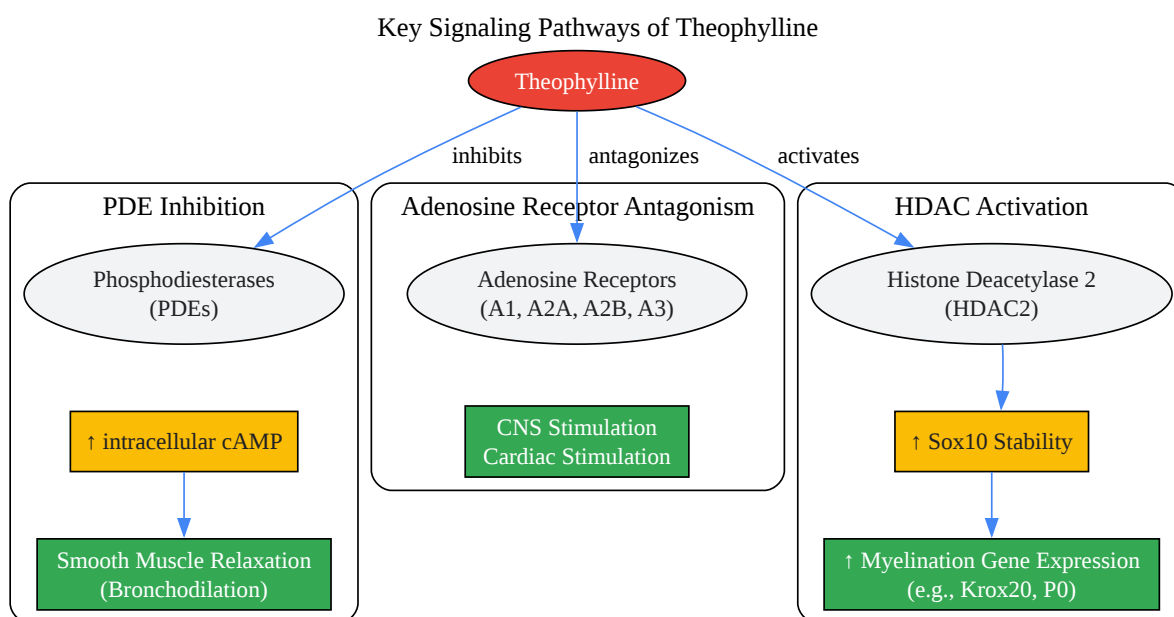 Key Signaling Pathways of Theophylline
Theophylline
inhibits
antagonizes
activates
PDE Inhibition
Phosphodiesterases
(PDEs)
↑ intracellular cAMP
Smooth Muscle Relaxation
(Bronchodilation)
Adenosine Receptor Antagonism
Adenosine Receptors
(A1, A2A, A2B, A3)
CNS Stimulation
Cardiac Stimulation
HDAC Activation
Histone Deacetylase 2
(HDAC2)
↑ Sox10 Stability
↑ Myelination Gene Expression
(e.g., Krox20, P0)